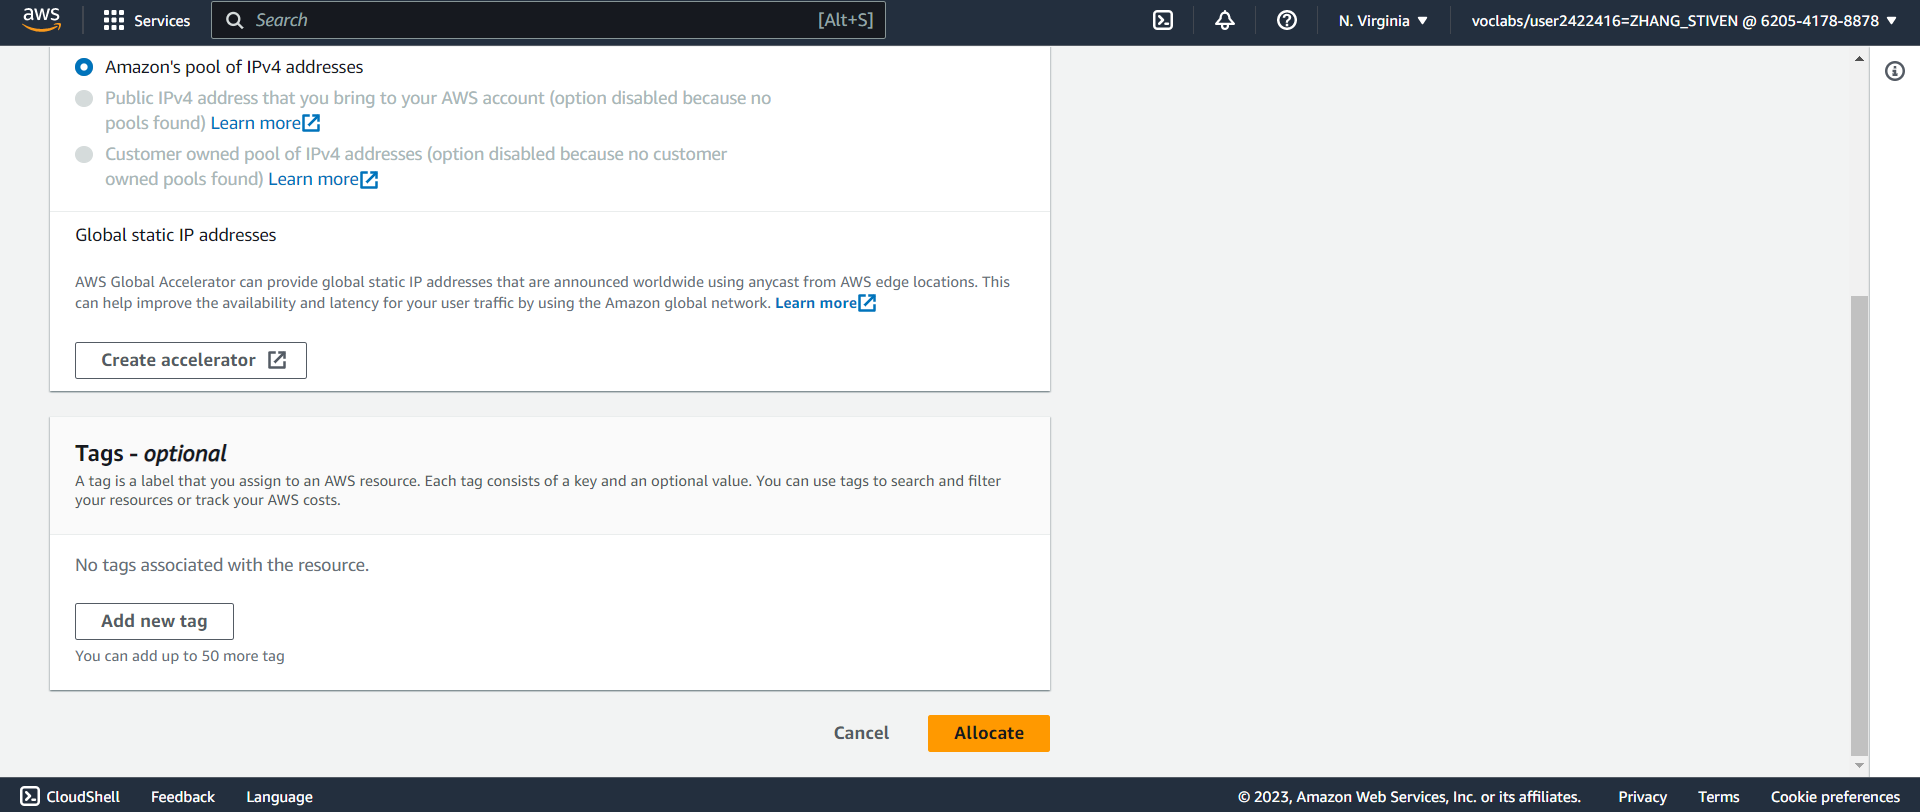 aws
Services
Search
[Alt+S]
N. Virginia
voclabs/user2422416=ZHANG_STIVEN @ 6205-4178-8878
Amazon's pool of IPv4 addresses
Public IPv4 address that you bring to your AWS account (option disabled because no
pools found) Learn more
Customer owned pool of IPv4 addresses (option disabled because no customer
owned pools found) Learn more
Global static IP addresses
AWS Global Accelerator can provide global static IP addresses that are announced worldwide using anycast from AWS edge locations. This
can help improve the availability and latency for your user traffic by using the Amazon global network. Learn more
Create accelerator
Tags - optional
A tag is a label that you assign to an AWS resource. Each tag consists of a key and an optional value. You can use tags to search and filter
your resources or track your AWS costs.
No tags associated with the resource.
Add new tag
You can add up to 50 more tag
Cancel
Allocate
CloudShell
Feedback
Language
© 2023, Amazon Web Services, Inc. or its affiliates.
Privacy
Terms
Cookie preferences